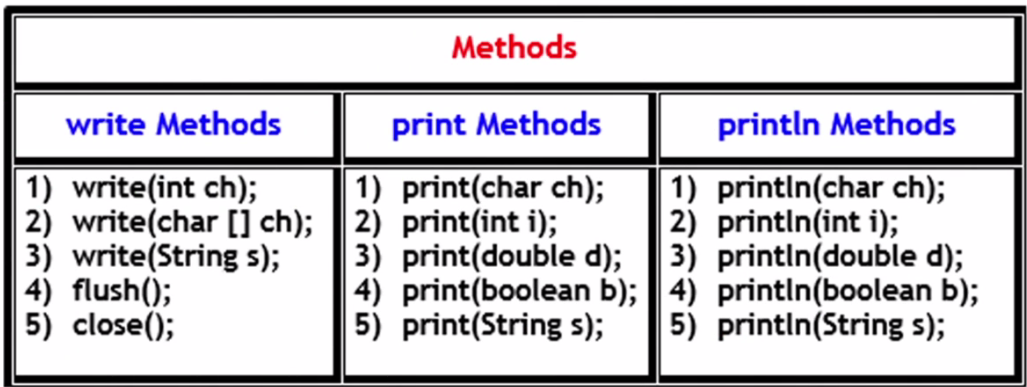 Methods
write Methods
print Methods
println Methods
1) write(int ch);
2) write(char [] ch);
3) write(String s);
4) flush();
5) close();
1) print(char ch);
2) print(int i);
3) print(double d);
4) print(boolean b);
5) print(String s);
1) println(char ch);
2) println(int i);
3) println(double d);
4) println(boolean b);
5) println(String s);